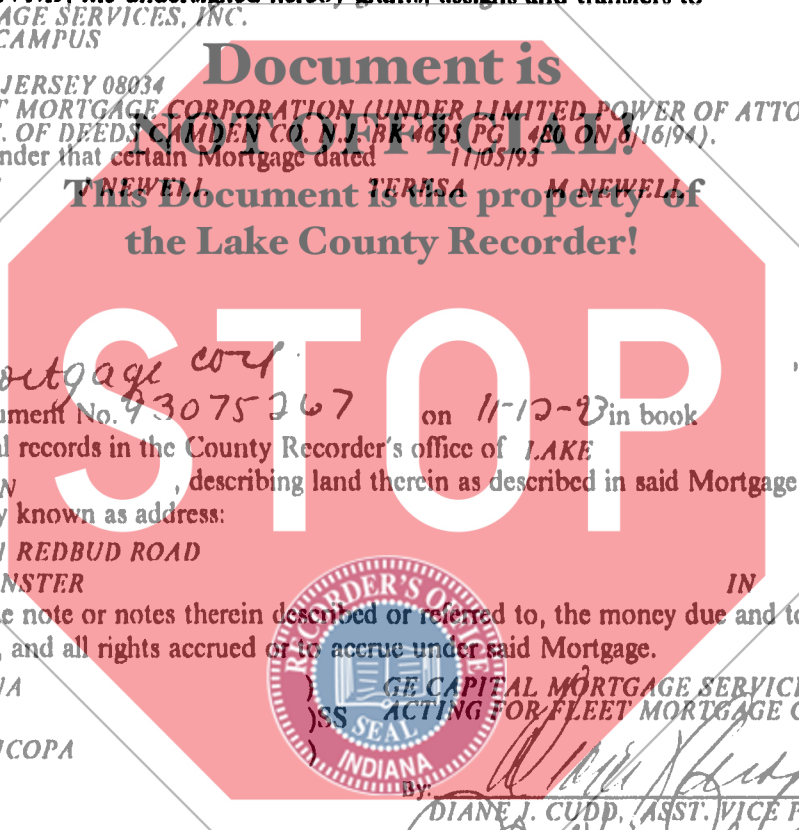 AGE SERVICES, INC.
CAMPUS
Document is
JERSEY 08034
T MORTGAGE CORPORATION (UNDER LIMITED POWER OF ATTO
. OF DEEDS CAMDEN CO. N.J. BK 4695 PG 480 ON 6/16/94).
NOT OFFICIAL!
nder that certain Mortgage dated 11/05/93
J NEWELL TERESA M NEWELL
This Document is the property of
the Lake County Recorder!
STOP
ortgage corp.
ument No. 93075267 on 11-12-93 in book
l records in the County Recorder's office of LAKE
N , describing land therein as described in said Mortgage
y known as address:
REDBUD ROAD
NSTER IN
e note or notes therein described or referred to, the money due and to
, and all rights accrued or to accrue under said Mortgage.
NA ) GE CAPITAL MORTGAGE SERVIC
)SS ACTING FOR FLEET MORTGAGE C
ICOPA )
RECORDER'S OFFICE
SEAL
INDIANA
By:
DIANE J. CUDD, ASST. VICE P